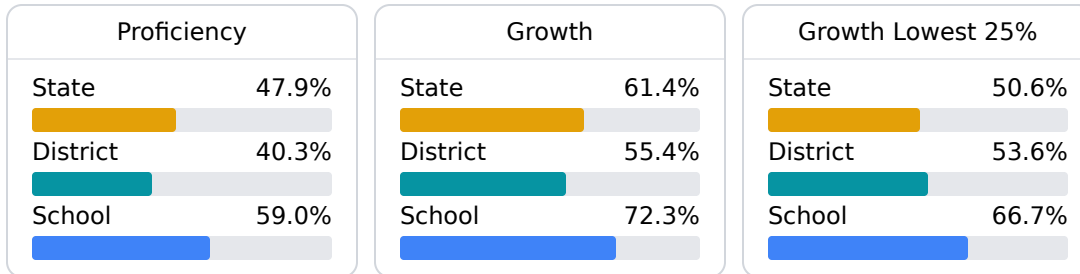 Proficiency
State 47.9%
District 40.3%
School 59.0%
Growth
State 61.4%
District 55.4%
School 72.3%
Growth Lowest 25%
State 50.6%
District 53.6%
School 66.7%